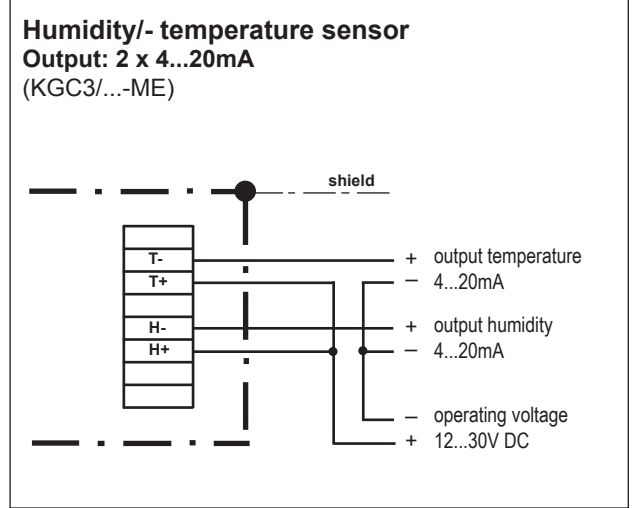 Humidity/- temperature sensor
Output: 2 x 4...20mA
(KGC3/...-ME)
shield
T-
T+
H-
H+
+ output temperature
– 4...20mA
+ output humidity
– 4...20mA
– operating voltage
+ 12...30V DC